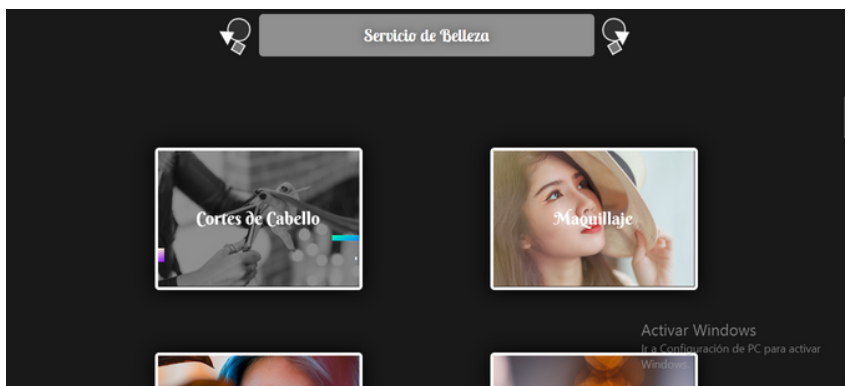 Servicio de Belleza
Cortes de Cabello
Maquillaje
Activar Windows
Ir a Configuración de PC para activar
Windows.